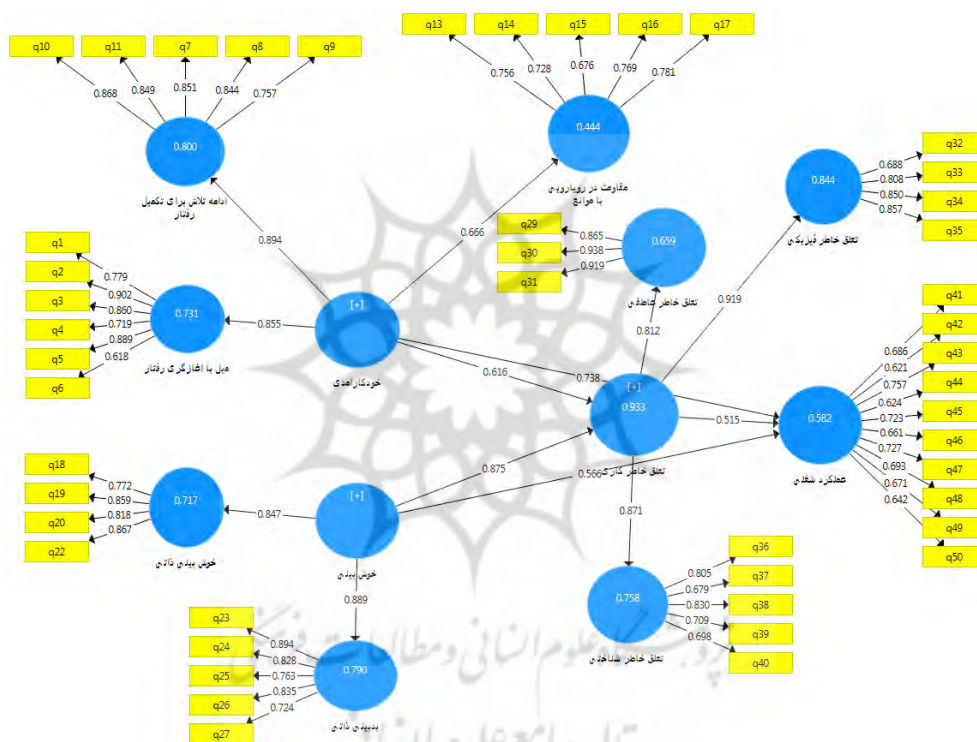 q10
q11
q7
q8
q9
0.868
0.849
0.851
0.844
0.757
0.800
ادامه تلاش برای تکمیل
رفتار
q13
q14
q15
q16
q17
0.756
0.728
0.676
0.769
0.781
0.444
مقاومت در رویارویی
با موانع
q32
q33
q34
q35
0.688
0.808
0.850
0.857
0.844
تعلق خاطر فیزیکی
q29
q30
q31
0.865
0.938
0.919
0.659
تعلق خاطر عاطفی
0.894
0.666
0.919
0.812
q1
q2
q3
q4
q5
q6
0.779
0.902
0.860
0.719
0.889
0.618
0.731
میل با آغازگری رفتار
0.855
[+]
خودکارآمدی
0.616
0.738
[+]
0.933
تعلق خاطر کاری
0.515
0.875
0.566
0.871
0.582
عملکرد شغلی
q41
q42
q43
q44
q45
q46
q47
q48
q49
q50
0.686
0.621
0.757
0.624
0.723
0.661
0.727
0.693
0.671
0.642
q18
q19
q20
q22
0.772
0.859
0.818
0.867
0.717
خوش بینی ذاتی
0.847
[+]
خوش بینی
0.889
q36
q37
q38
q39
q40
0.805
0.679
0.830
0.709
0.698
0.758
تعلق خاطر شناختی
q23
q24
q25
q26
q27
0.894
0.828
0.763
0.835
0.724
0.790
بدبینی ذاتی
پژوهشگاه علوم انسانی و مطالعات فرهنگی